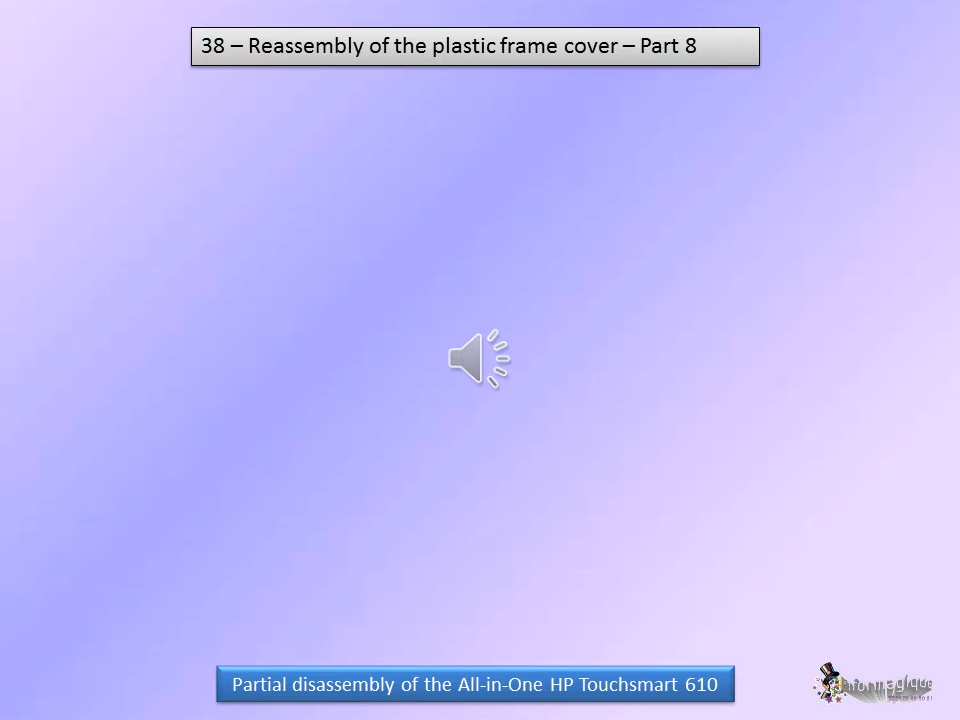 38 – Reassembly of the plastic frame cover – Part 8
Partial disassembly of the All-in-One HP Touchsmart 610
Informagique